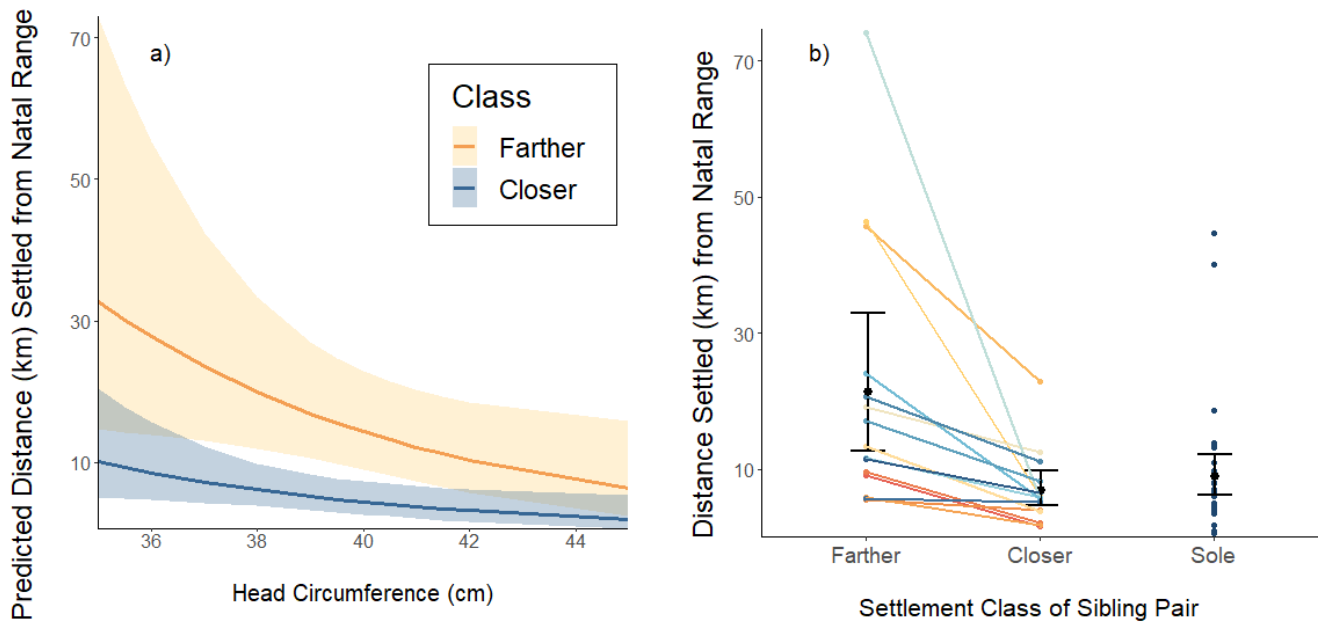 Predicted Distance (km) Settled from Natal Range
70
50
30
10
a)
Class
Farther
Closer
36
38
40
42
44
Head Circumference (cm)
Distance Settled (km) from Natal Range
70
50
30
10
b)
Farther
Closer
Sole
Settlement Class of Sibling Pair